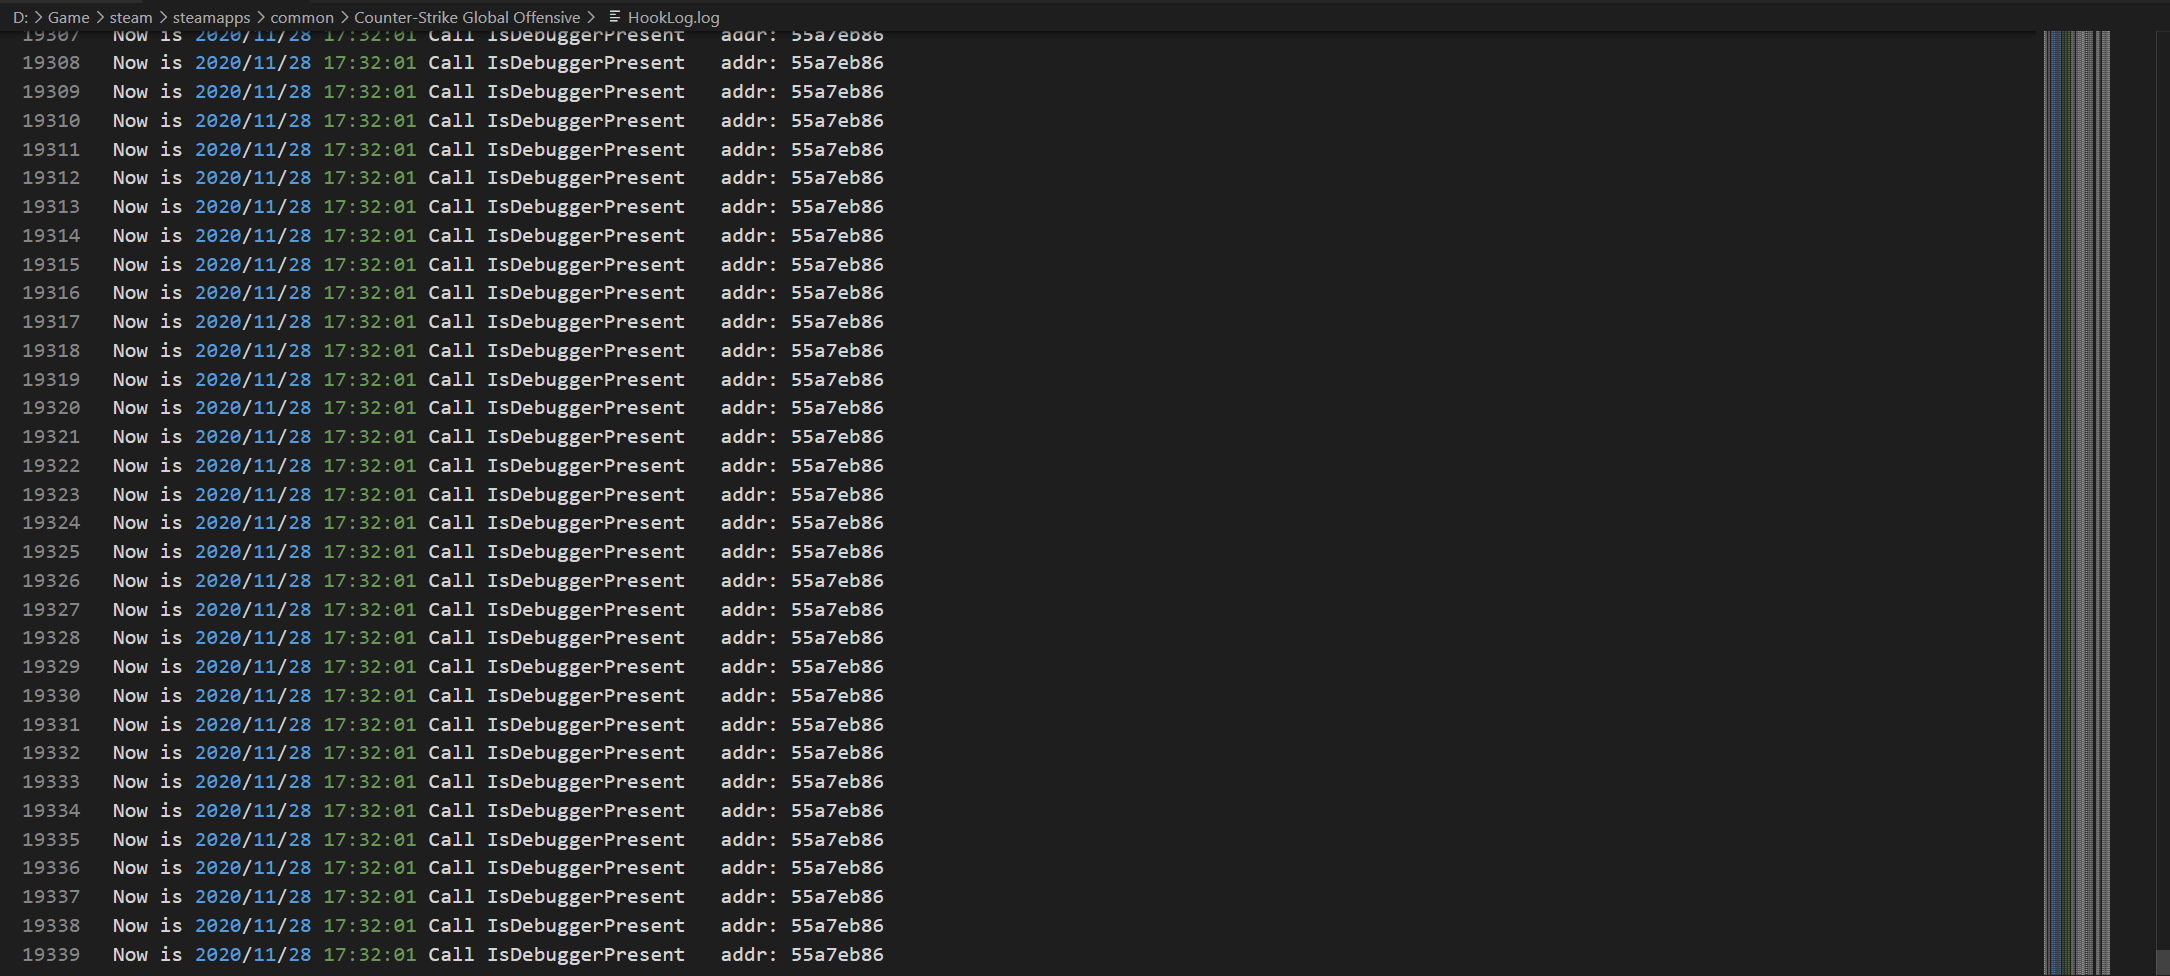 D: > Game > steam > steamapps > common > Counter-Strike Global Offensive > HookLog.log
19307 Now is 2020/11/28 17:32:01 Call IsDebuggerPresent addr: 55a7eb86
19308 Now is 2020/11/28 17:32:01 Call IsDebuggerPresent addr: 55a7eb86
19309 Now is 2020/11/28 17:32:01 Call IsDebuggerPresent addr: 55a7eb86
19310 Now is 2020/11/28 17:32:01 Call IsDebuggerPresent addr: 55a7eb86
19311 Now is 2020/11/28 17:32:01 Call IsDebuggerPresent addr: 55a7eb86
19312 Now is 2020/11/28 17:32:01 Call IsDebuggerPresent addr: 55a7eb86
19313 Now is 2020/11/28 17:32:01 Call IsDebuggerPresent addr: 55a7eb86
19314 Now is 2020/11/28 17:32:01 Call IsDebuggerPresent addr: 55a7eb86
19315 Now is 2020/11/28 17:32:01 Call IsDebuggerPresent addr: 55a7eb86
19316 Now is 2020/11/28 17:32:01 Call IsDebuggerPresent addr: 55a7eb86
19317 Now is 2020/11/28 17:32:01 Call IsDebuggerPresent addr: 55a7eb86
19318 Now is 2020/11/28 17:32:01 Call IsDebuggerPresent addr: 55a7eb86
19319 Now is 2020/11/28 17:32:01 Call IsDebuggerPresent addr: 55a7eb86
19320 Now is 2020/11/28 17:32:01 Call IsDebuggerPresent addr: 55a7eb86
19321 Now is 2020/11/28 17:32:01 Call IsDebuggerPresent addr: 55a7eb86
19322 Now is 2020/11/28 17:32:01 Call IsDebuggerPresent addr: 55a7eb86
19323 Now is 2020/11/28 17:32:01 Call IsDebuggerPresent addr: 55a7eb86
19324 Now is 2020/11/28 17:32:01 Call IsDebuggerPresent addr: 55a7eb86
19325 Now is 2020/11/28 17:32:01 Call IsDebuggerPresent addr: 55a7eb86
19326 Now is 2020/11/28 17:32:01 Call IsDebuggerPresent addr: 55a7eb86
19327 Now is 2020/11/28 17:32:01 Call IsDebuggerPresent addr: 55a7eb86
19328 Now is 2020/11/28 17:32:01 Call IsDebuggerPresent addr: 55a7eb86
19329 Now is 2020/11/28 17:32:01 Call IsDebuggerPresent addr: 55a7eb86
19330 Now is 2020/11/28 17:32:01 Call IsDebuggerPresent addr: 55a7eb86
19331 Now is 2020/11/28 17:32:01 Call IsDebuggerPresent addr: 55a7eb86
19332 Now is 2020/11/28 17:32:01 Call IsDebuggerPresent addr: 55a7eb86
19333 Now is 2020/11/28 17:32:01 Call IsDebuggerPresent addr: 55a7eb86
19334 Now is 2020/11/28 17:32:01 Call IsDebuggerPresent addr: 55a7eb86
19335 Now is 2020/11/28 17:32:01 Call IsDebuggerPresent addr: 55a7eb86
19336 Now is 2020/11/28 17:32:01 Call IsDebuggerPresent addr: 55a7eb86
19337 Now is 2020/11/28 17:32:01 Call IsDebuggerPresent addr: 55a7eb86
19338 Now is 2020/11/28 17:32:01 Call IsDebuggerPresent addr: 55a7eb86
19339 Now is 2020/11/28 17:32:01 Call IsDebuggerPresent addr: 55a7eb86